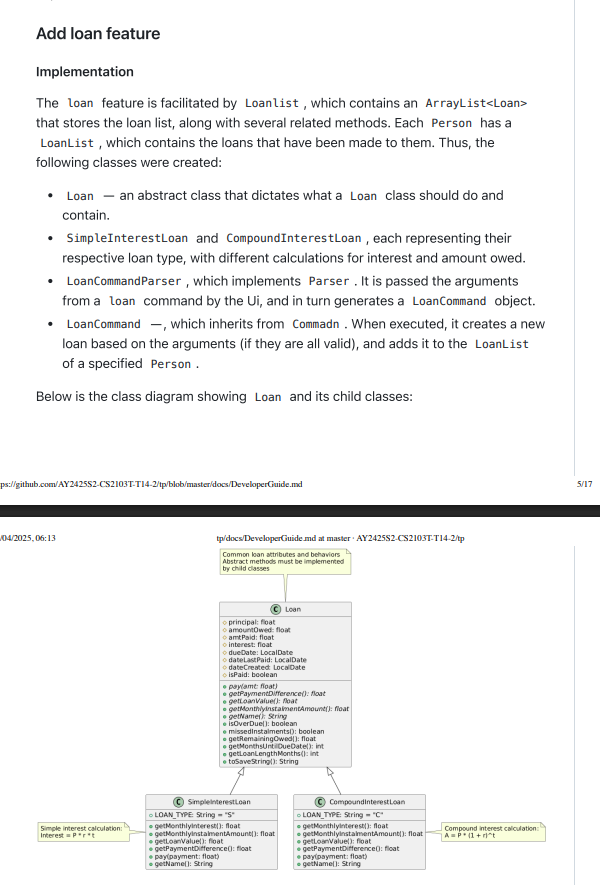 Add loan feature
Implementation
The loan feature is facilitated by Loanlist , which contains an ArrayList<Loan>
that stores the loan list, along with several related methods. Each Person has a
LoanList , which contains the loans that have been made to them. Thus, the
following classes were created:
• Loan — an abstract class that dictates what a Loan class should do and
contain.
• SimpleInterestLoan and CompoundInterestLoan , each representing their
respective loan type, with different calculations for interest and amount owed.
• LoanCommandParser , which implements Parser . It is passed the arguments
from a loan command by the Ui, and in turn generates a LoanCommand object.
• LoanCommand —, which inherits from Commadn . When executed, it creates a new
loan based on the arguments (if they are all valid), and adds it to the LoanList
of a specified Person .
Below is the class diagram showing Loan and its child classes:
ps://github.com/AY2425S2-CS2103T-T14-2/tp/blob/master/docs/DeveloperGuide.md 5/17
/04/2025, 06:13 tp/docs/DeveloperGuide.md at master · AY2425S2-CS2103T-T14-2/tp
Common loan attributes and behaviors
Abstract methods must be implemented
by child classes
C Loan
principal: float
amountOwed: float
amtPaid: float
interest: float
dueDate: LocalDate
dateLastPaid: LocalDate
dateCreated: LocalDate
isPaid: boolean
pay(amt: float)
getPaymentDifference(): float
getLoanValue(): float
getMonthlyInstalmentAmount(): float
getName(): String
isOverDue(): boolean
missedInstalments(): boolean
getRemainingOwed(): float
getMonthsUntilDueDate(): int
getLoanLengthMonths(): int
toSaveString(): String
C SimpleInterestLoan
LOAN_TYPE: String = "S"
getMonthlyInterest(): float
getMonthlyInstalmentAmount(): float
getLoanValue(): float
getPaymentDifference(): float
pay(payment: float)
getName(): String
Simple interest calculation:
Interest = P * r * t
C CompoundInterestLoan
LOAN_TYPE: String = "C"
getMonthlyInterest(): float
getMonthlyInstalmentAmount(): float
getLoanValue(): float
getPaymentDifference(): float
pay(payment: float)
getName(): String
Compound interest calculation:
A = P * (1 + r)^t